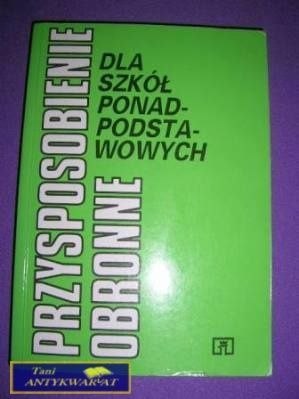 PRZYSPOSOBIENIE
OBRONNE
DLA
SZKÓŁ
PONAD-
PODSTA-
WOWYCH
Tani
ANTYKWARIAT